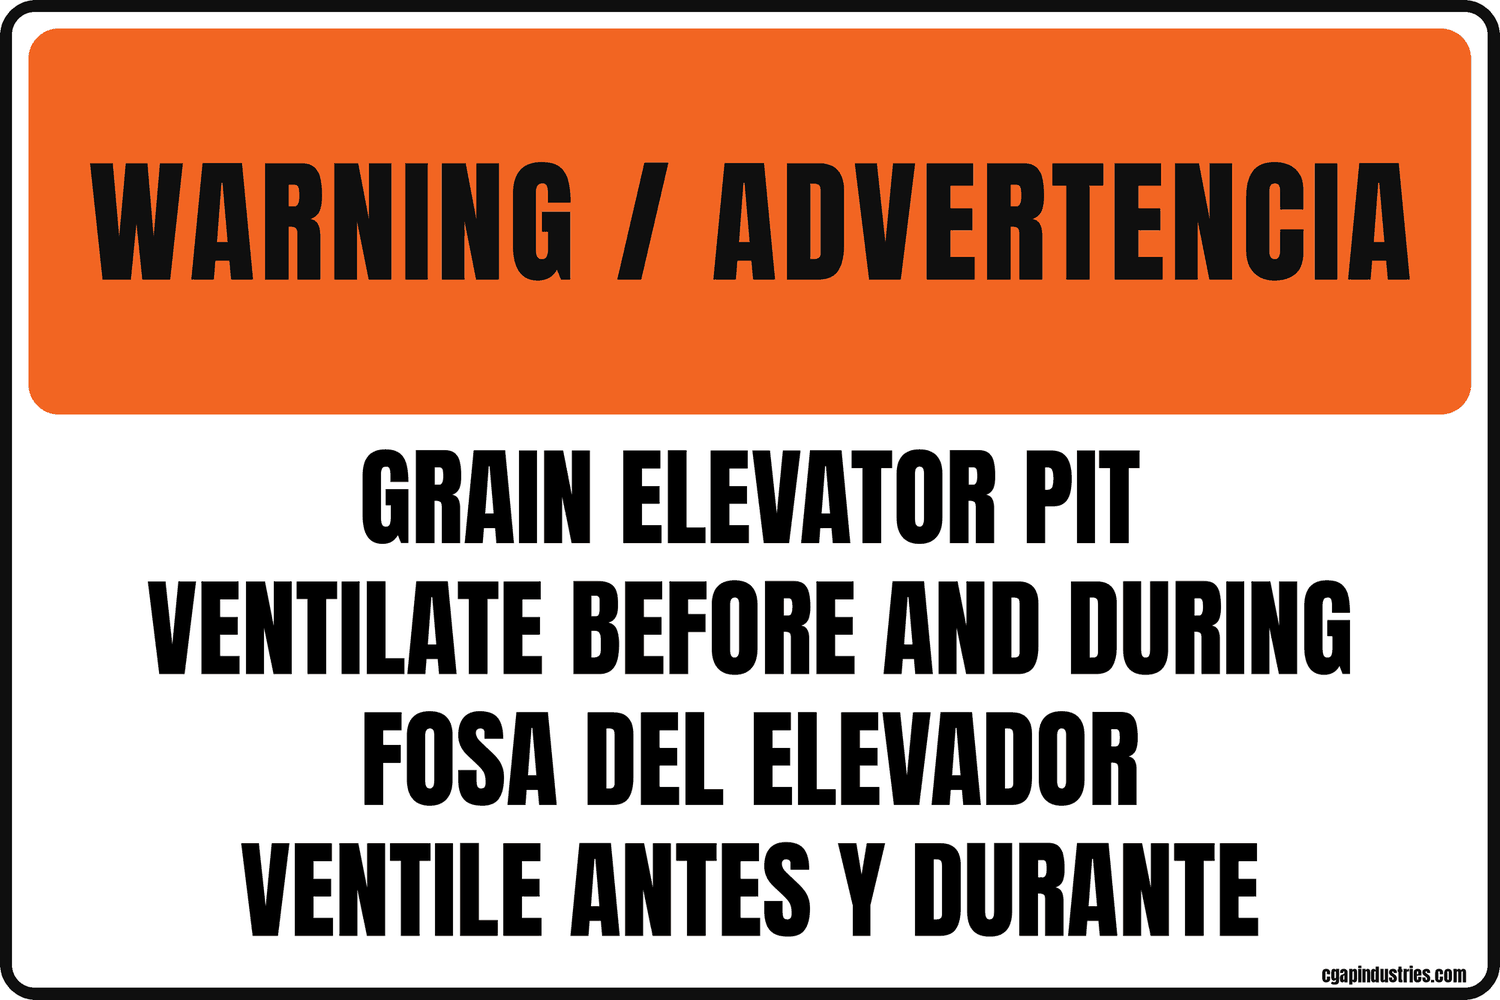 WARNING / ADVERTENCIA
GRAIN ELEVATOR PIT
VENTILATE BEFORE AND DURING
FOSA DEL ELEVADOR
VENTILE ANTES Y DURANTE
cgapindustries.com